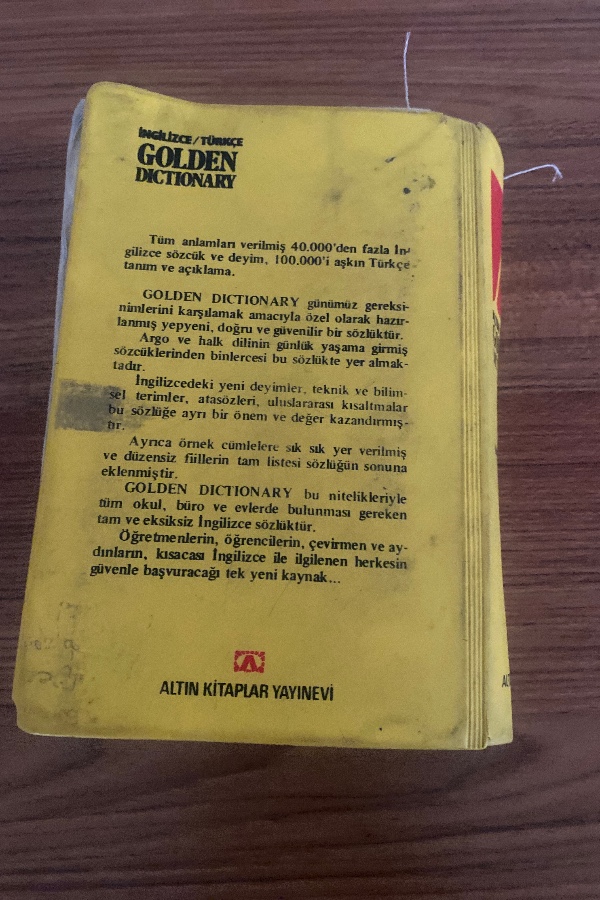 İNGİLİZCE/TÜRKÇE
GOLDEN
DICTIONARY
Tüm anlamları verilmiş 40.000'den fazla İn-
gilizce sözcük ve deyim, 100.000'i aşkın Türkçe
tanım ve açıklama.
GOLDEN DICTIONARY günümüz gereksi-
nimlerini karşılamak amacıyla özel olarak hazır-
lanmış yepyeni, doğru ve güvenilir bir sözlüktür.
Argo ve halk dilinin günlük yaşama girmiş
sözcüklerinden binlercesi bu sözlükte yer almak-
tadır.
İngilizcedeki yeni deyimler, teknik ve bilim-
sel terimler, atasözleri, uluslararası kısaltmalar
bu sözlüğe ayrı bir önem ve değer kazandırmış-
tır.
Ayrıca örnek cümlelere sık sık yer verilmiş
ve düzensiz fiillerin tam listesi sözlüğün sonuna
eklenmiştir.
GOLDEN DICTIONARY bu nitelikleriyle
tüm okul, büro ve evlerde bulunması gereken
tam ve eksiksiz İngilizce sözlüktür.
Öğretmenlerin, öğrencilerin, çevirmen ve ay-
dınların, kısacası İngilizce ile ilgilenen herkesin
güvenle başvuracağı tek yeni kaynak...
ALTIN KİTAPLAR YAYINEVİ